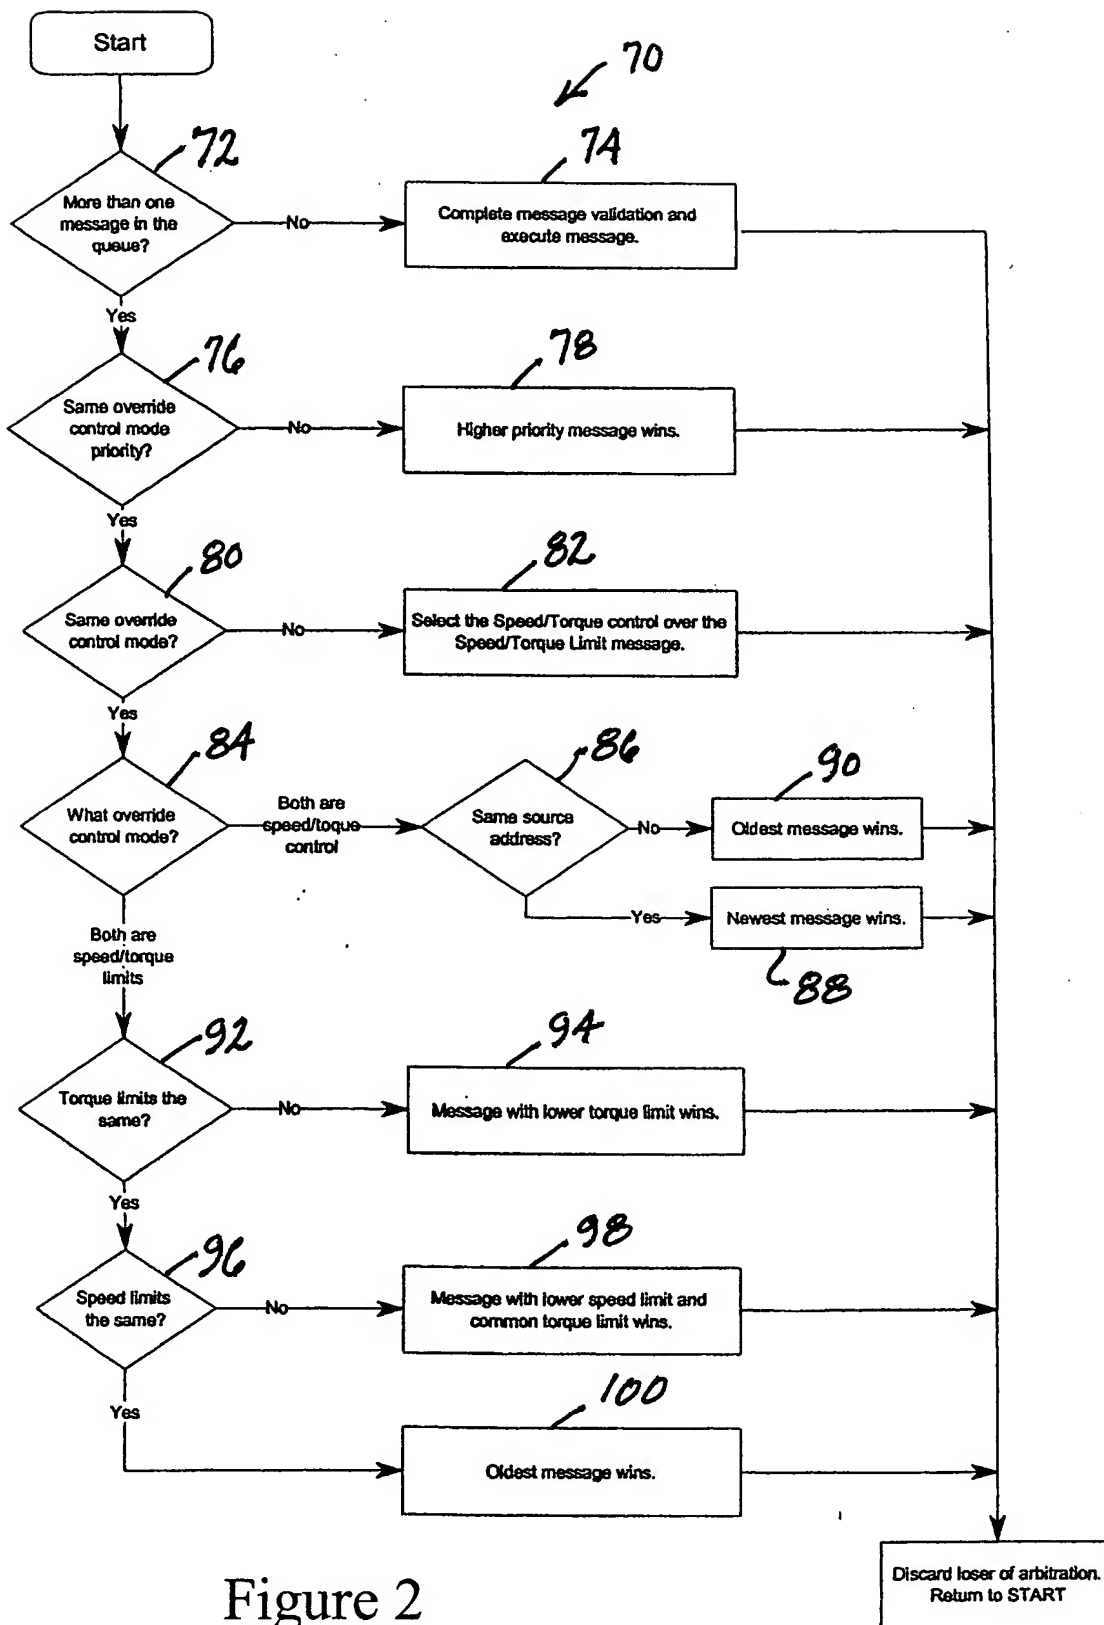 Start
70
72
More than one
message in the
queue?
No
74
Complete message validation and
execute message.
Yes
76
Same override
control mode
priority?
No
78
Higher priority message wins.
Yes
80
Same override
control mode?
No
82
Select the Speed/Torque control over the
Speed/Torque Limit message.
Yes
84
What override
control mode?
Both are
speed/toque
control
86
Same source
address?
No
90
Oldest message wins.
Yes
Newest message wins.
88
Both are
speed/torque
limits
92
Torque limits the
same?
No
94
Message with lower torque limit wins.
Yes
96
Speed limits
the same?
No
98
Message with lower speed limit and
common torque limit wins.
Yes
100
Oldest message wins.
Discard loser of arbitration.
Return to START
Figure 2